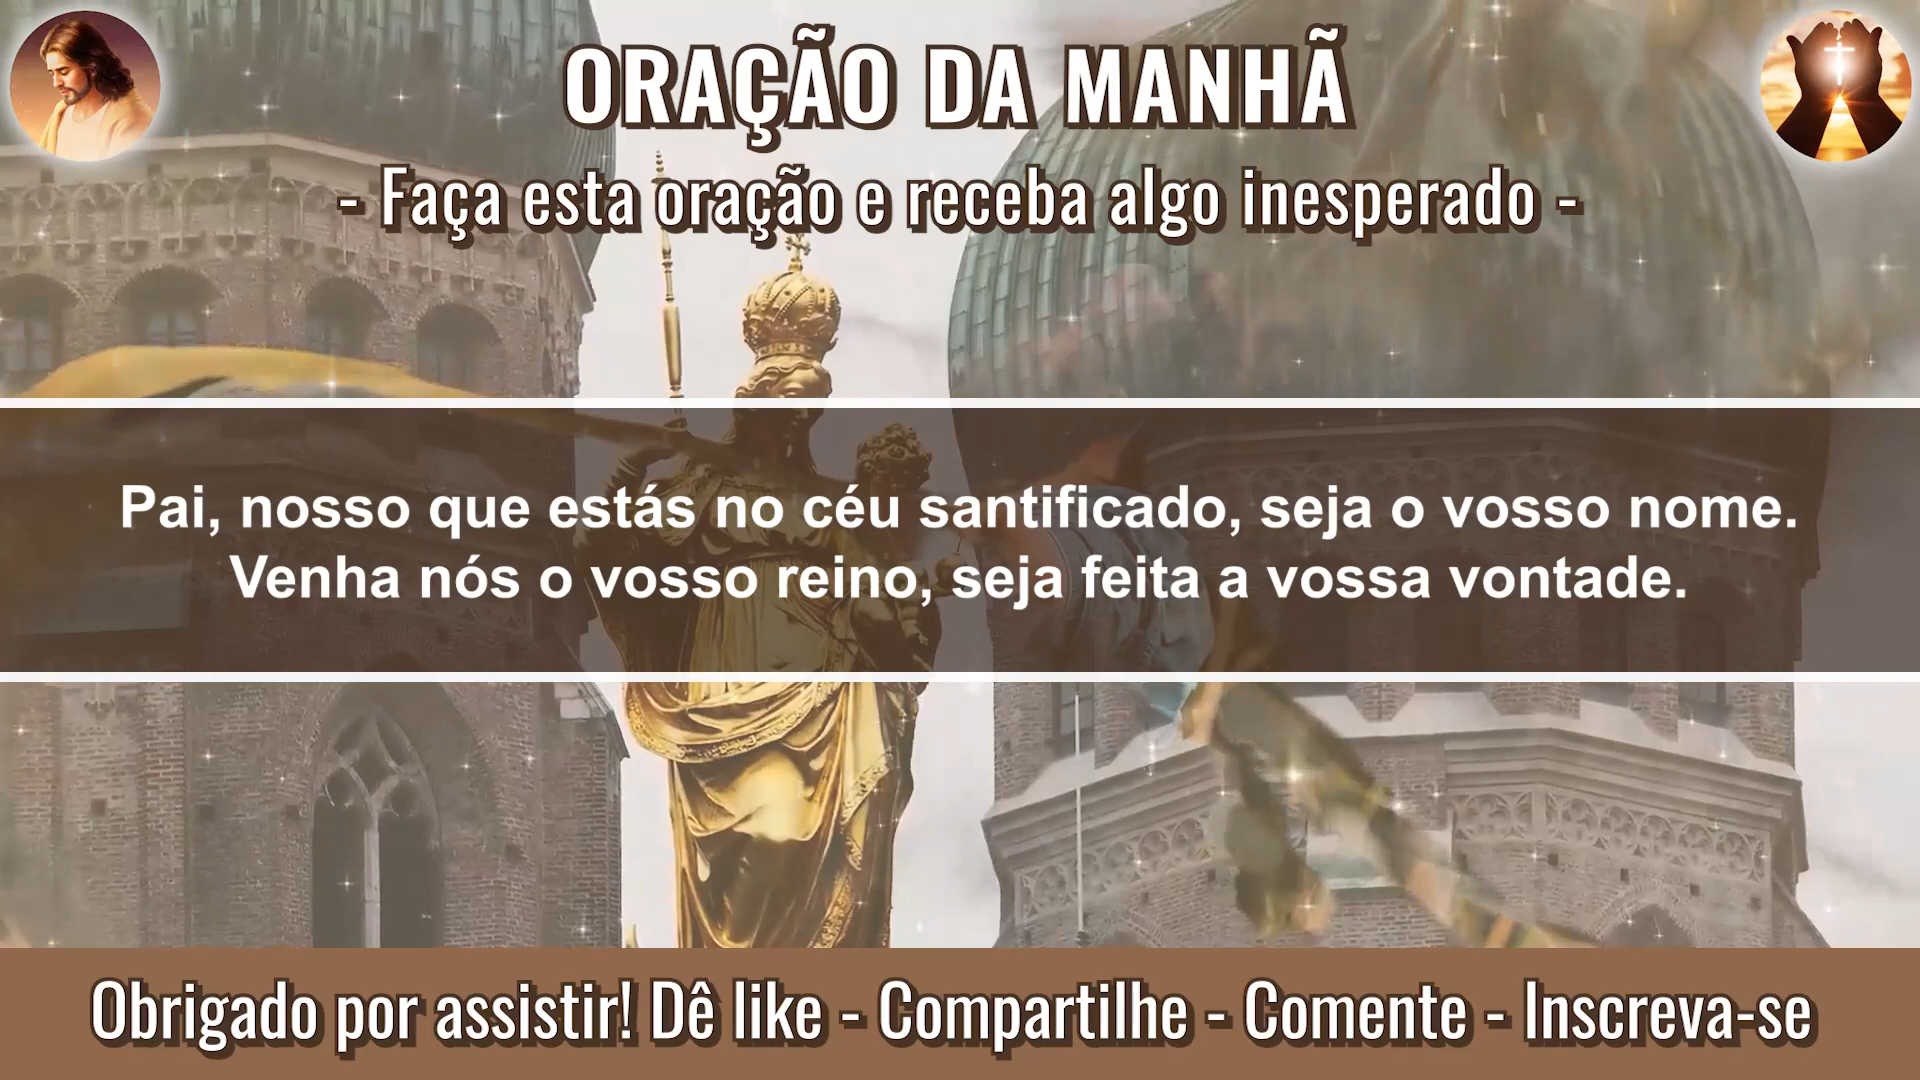 ORAÇÃO DA MANHÃ
- Faça esta oração e receba algo inesperado -
Pai, nosso que estás no céu santificado, seja o vosso nome.
Venha nós o vosso reino, seja feita a vossa vontade.
Obrigado por assistir! Dê like - Compartilhe - Comente - Inscreva-se